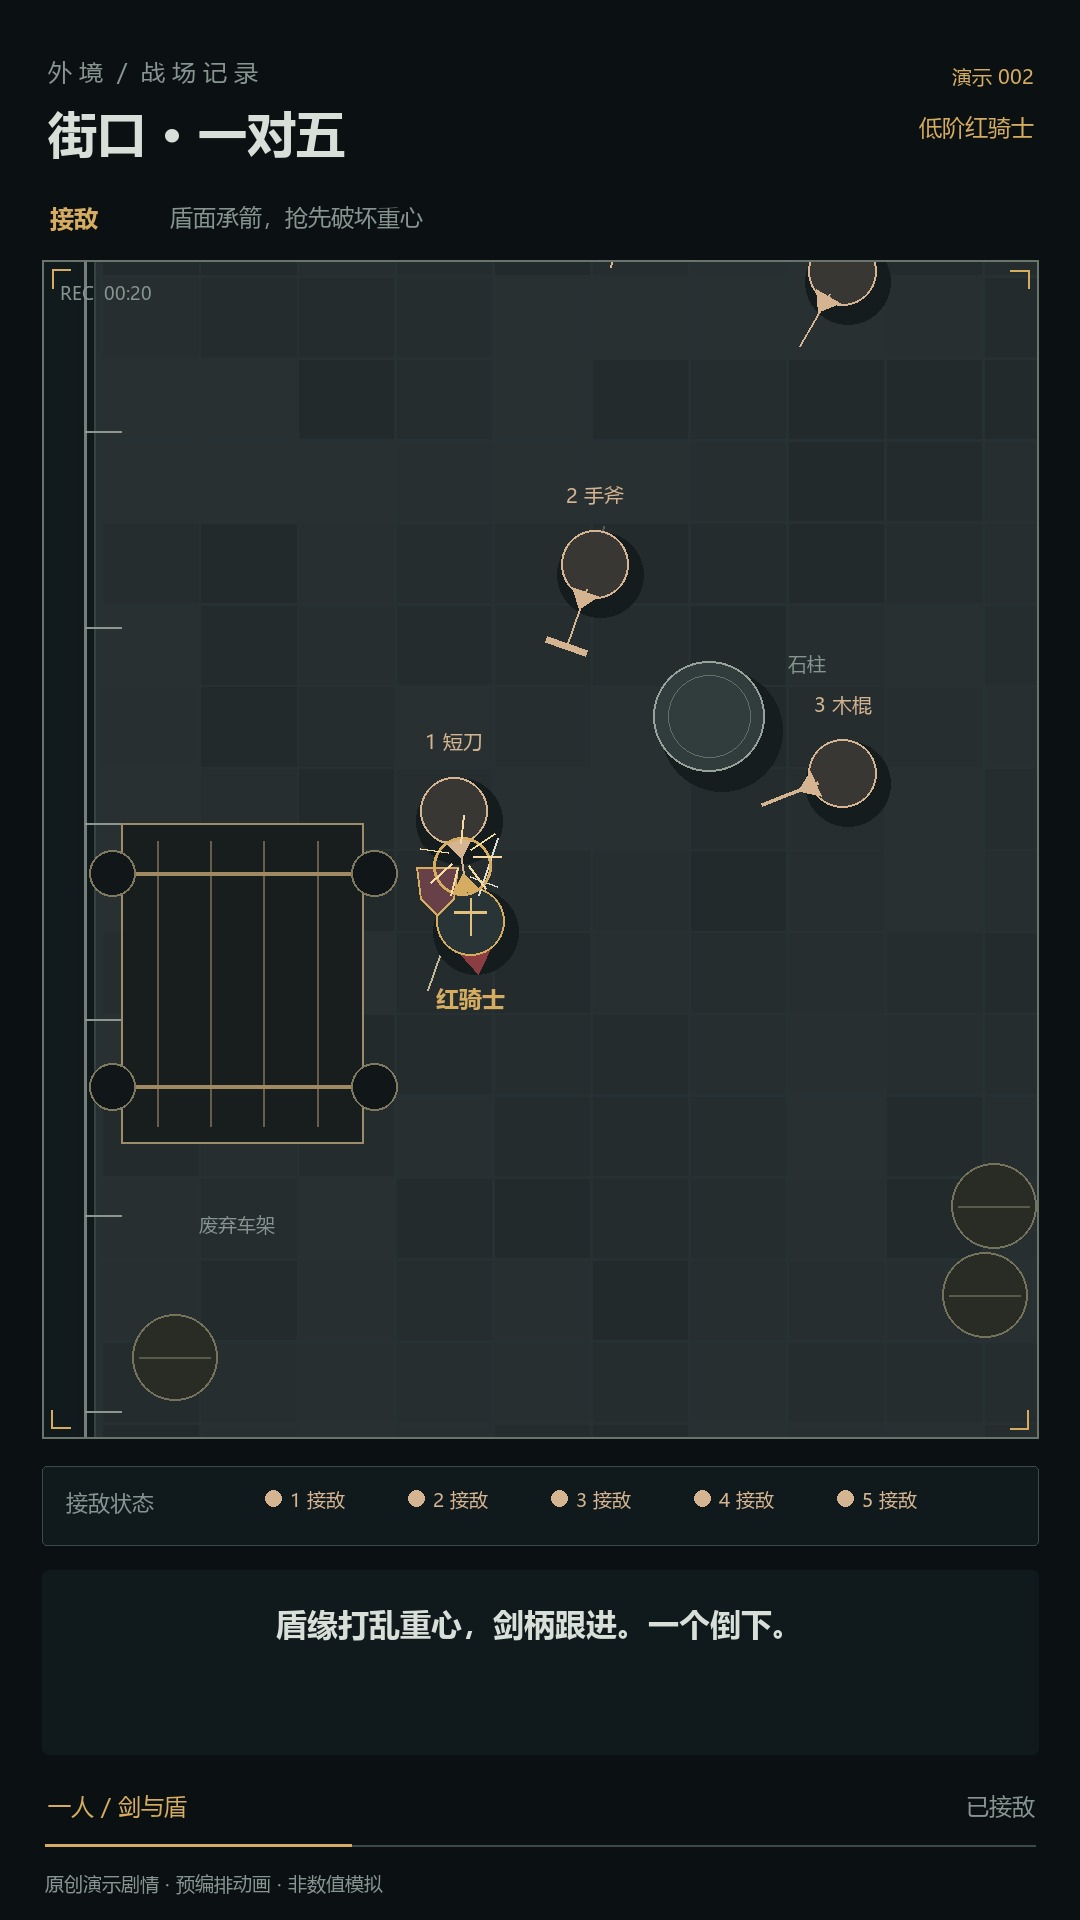 外境 / 战场记录
演示 002
街口·一对五
低阶红骑士
接敌
盾面承箭，抢先破坏重心
REC 00:20
2 手斧
石柱
3 木棍
1 短刀
红骑士
废弃车架
接敌状态
1 接敌
2 接敌
3 接敌
4 接敌
5 接敌
盾缘打乱重心，剑柄跟进。一个倒下。
一人 / 剑与盾
已接敌
原创演示剧情 · 预编排动画 · 非数值模拟